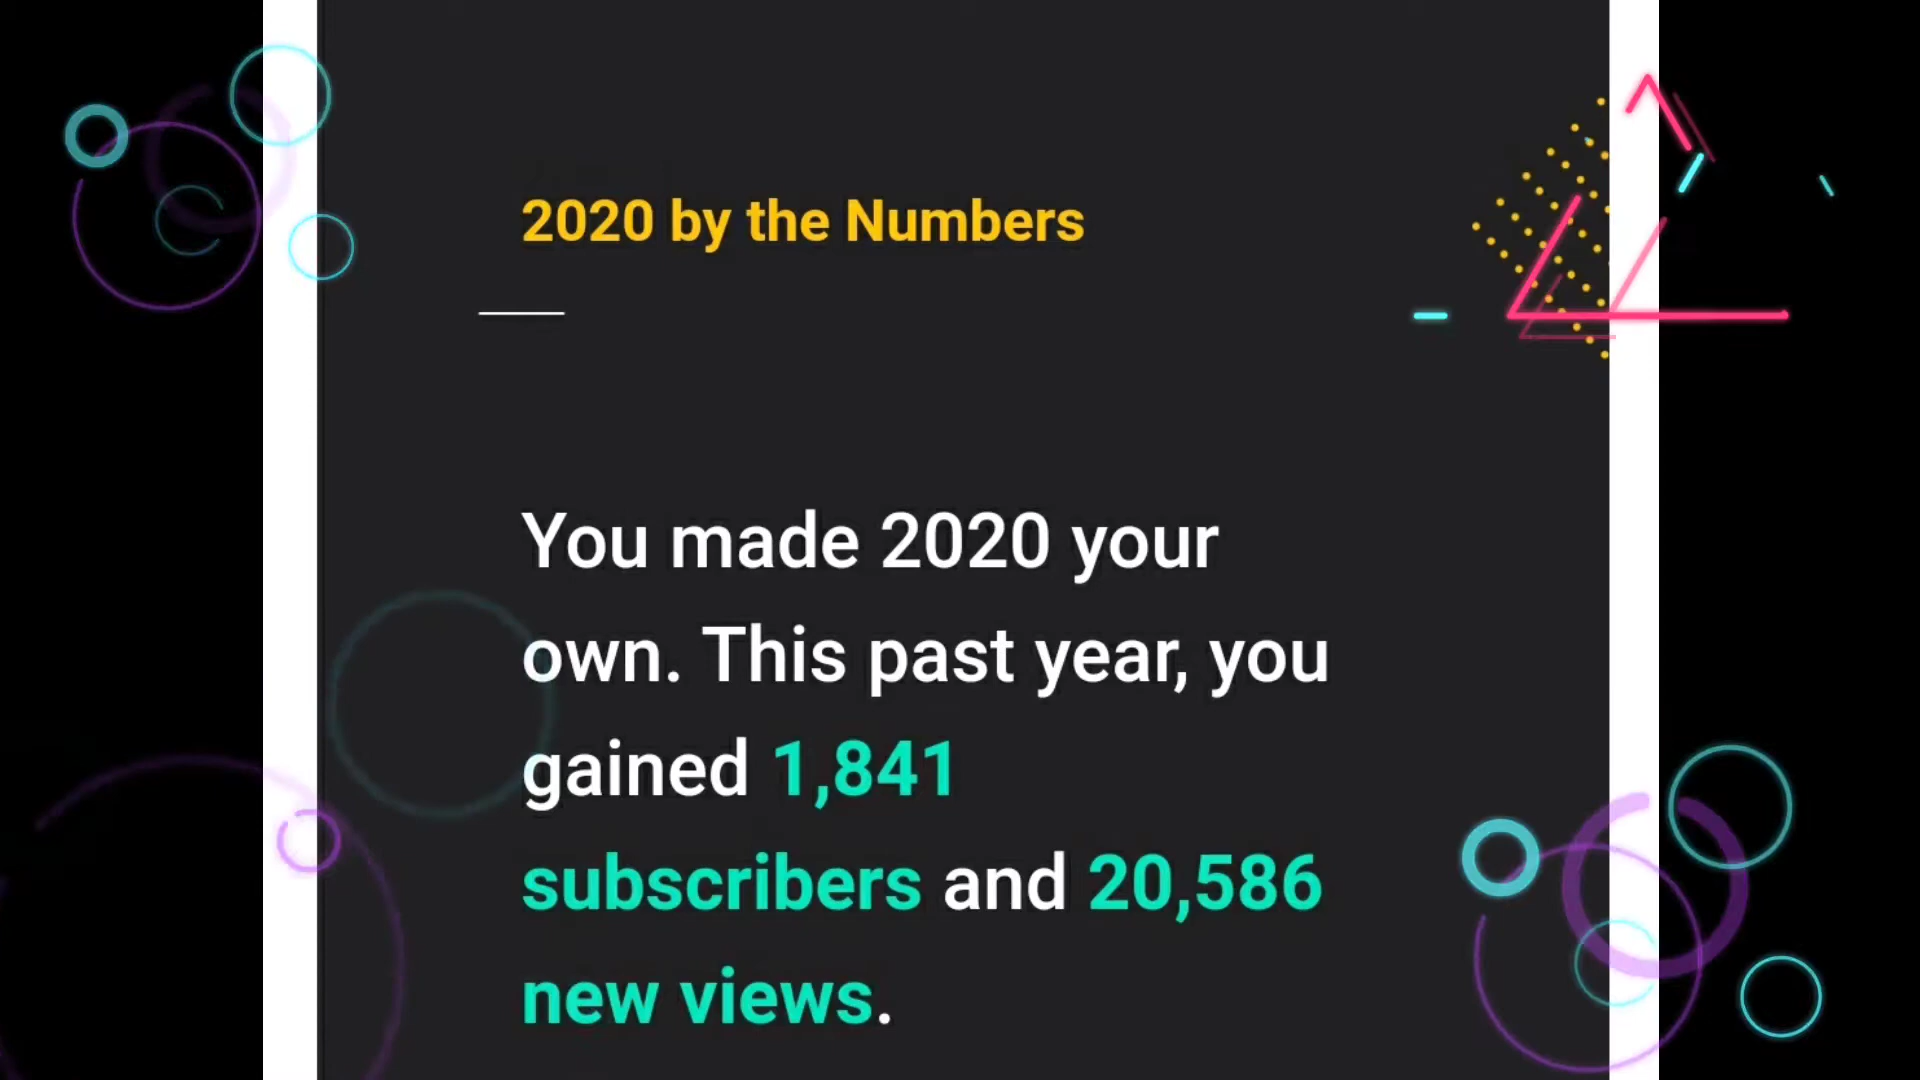 2020 by the Numbers
You made 2020 your
own. This past year, you
gained 1,841
subscribers and 20,586
new views.